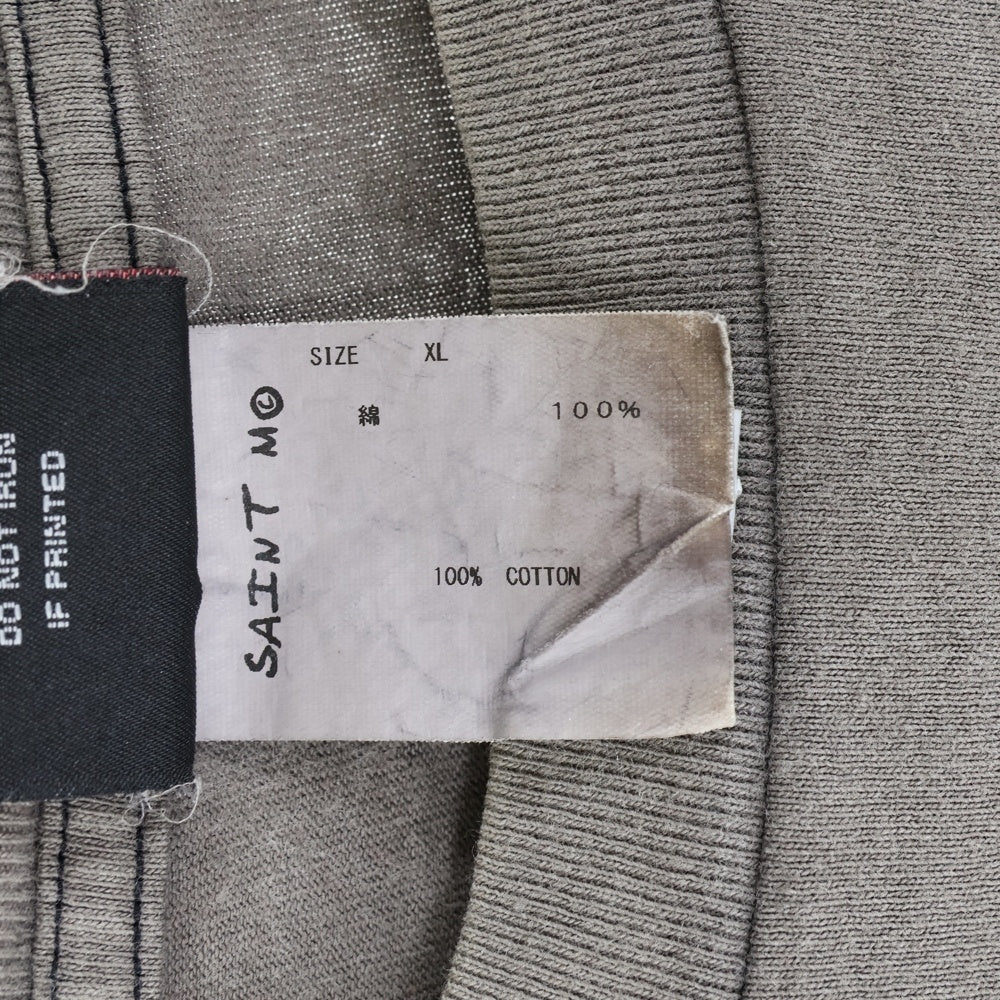 DO NOT IRON
IF PRINTED
SAINT M©
SIZE XL
綿 100%
100% COTTON